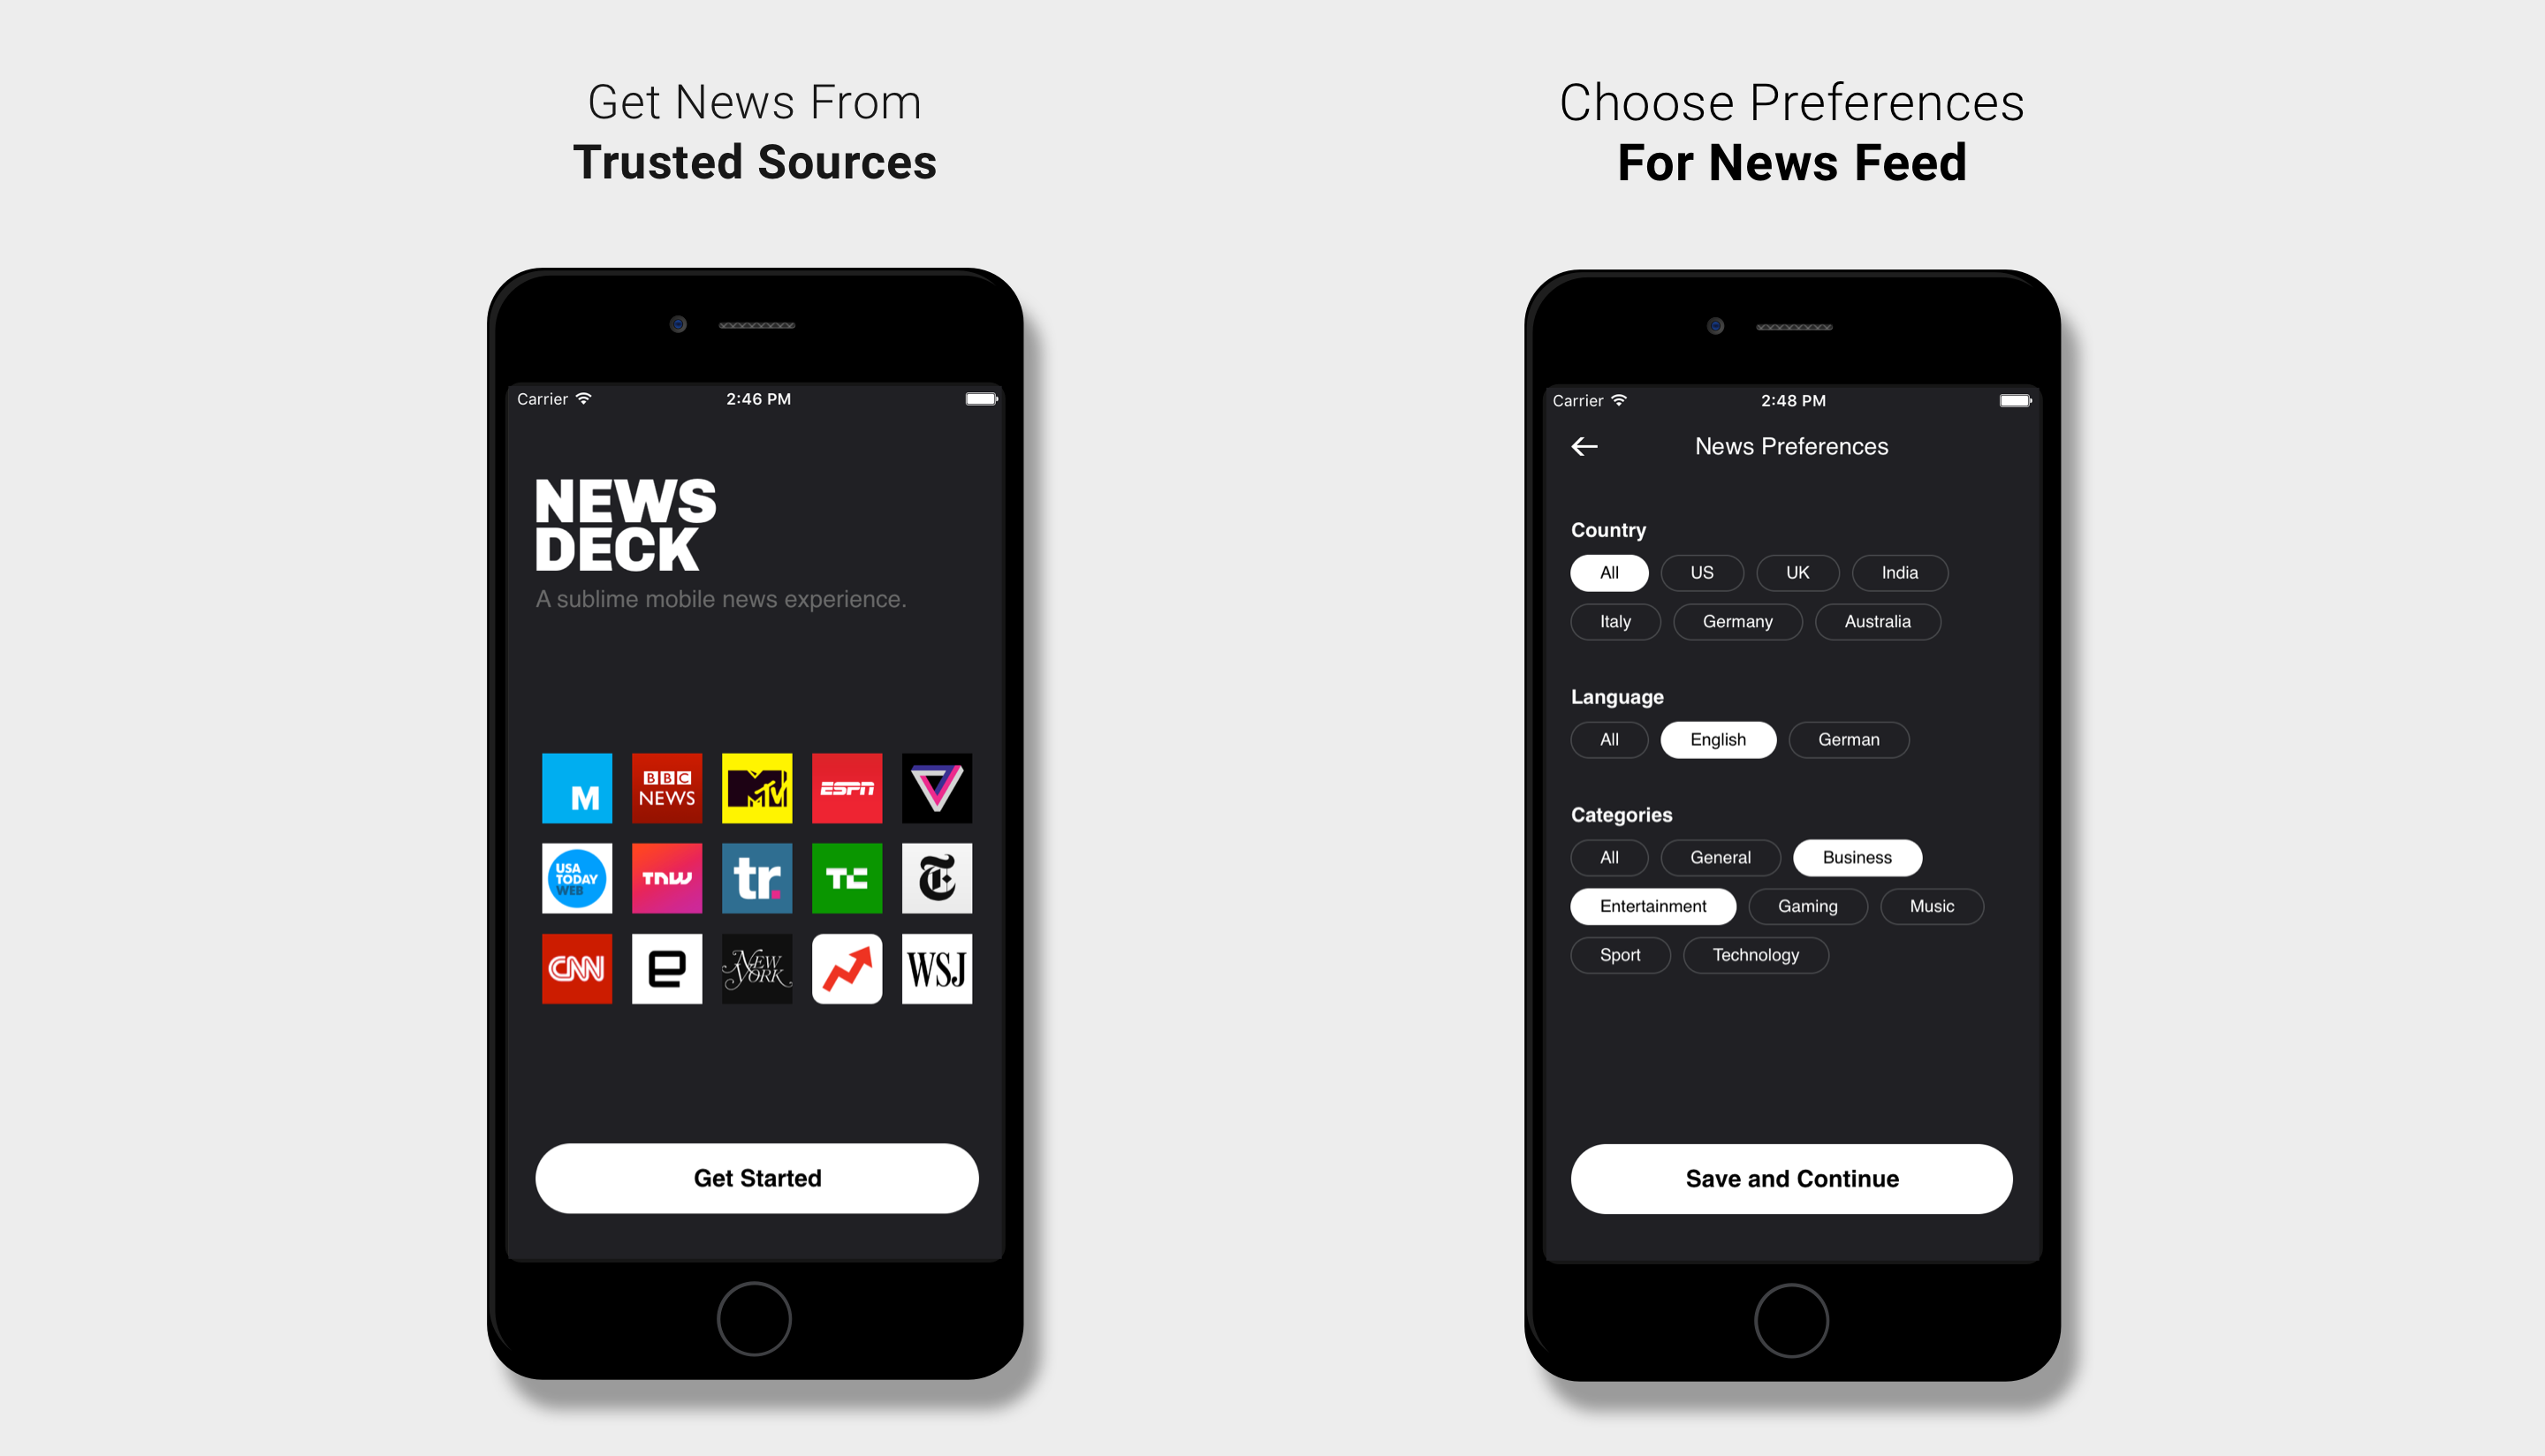 Get News From
Trusted Sources
Carrier 2:46 PM
NEWS
DECK
A sublime mobile news experience.
M BBC NEWS MTV ESPN
USA TODAY WEB TNW tr. TC T
CNN e NEW YORK WSJ
Get Started
Choose Preferences
For News Feed
Carrier 2:48 PM
News Preferences
Country
All US UK India
Italy Germany Australia
Language
All English German
Categories
All General Business
Entertainment Gaming Music
Sport Technology
Save and Continue